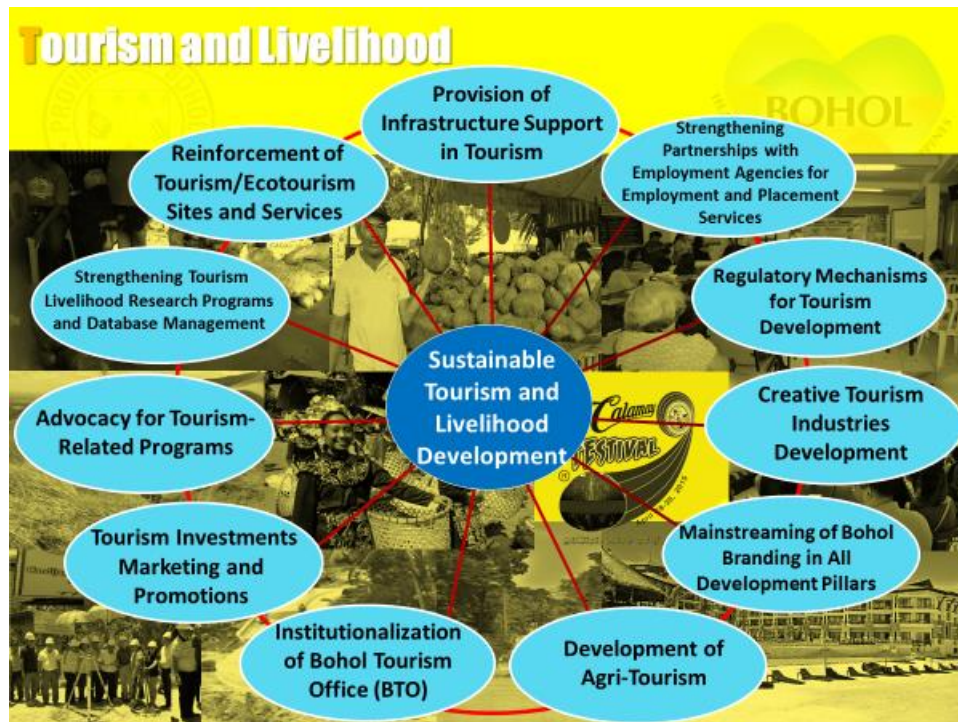 Tourism and Livelihood
BOHOL
Provision of
Infrastructure Support
in Tourism
Strengthening
Partnerships with
Employment Agencies for
Employment and Placement
Services
Regulatory Mechanisms
for Tourism
Development
Creative Tourism
Industries
Development
Mainstreaming of Bohol
Branding in All
Development Pillars
Development of
Agri-Tourism
Institutionalization
of Bohol Tourism
Office (BTO)
Tourism Investments
Marketing and
Promotions
Advocacy for Tourism-
Related Programs
Strengthening Tourism
Livelihood Research Programs
and Database Management
Reinforcement of
Tourism/Ecotourism
Sites and Services
Sustainable
Tourism and
Livelihood
Development
Calamay
FESTIVAL